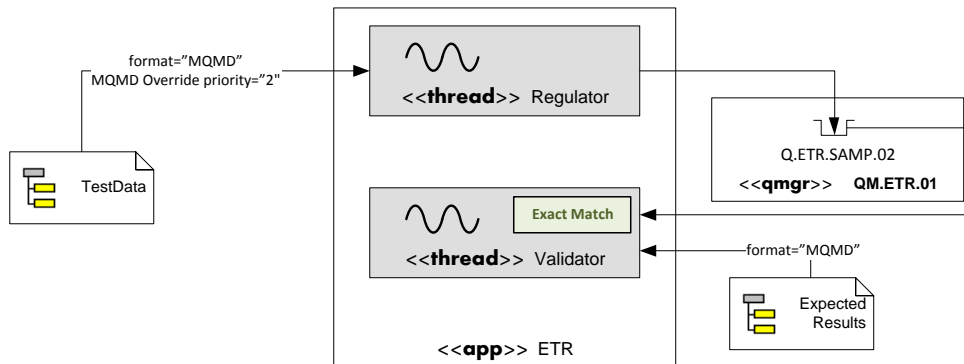 format=”MQMD”
MQMD Override priority=”2"
<<thread>> Regulator
TestData
Q.ETR.SAMP.02
<<qmgr>> QM.ETR.01
Exact Match
<<thread>> Validator
format=”MQMD”
Expected
Results
<<app>> ETR